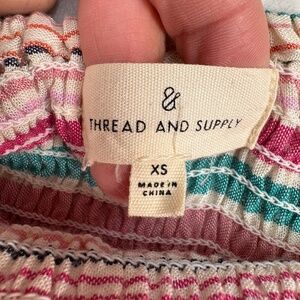 &
THREAD AND SUPPLY
XS
MADE IN
CHINA